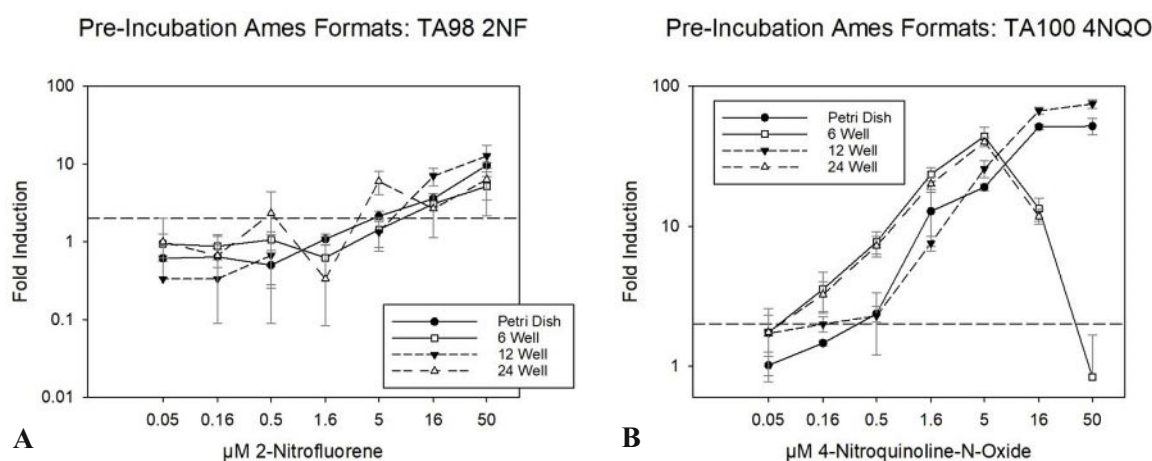 Pre-Incubation Ames Formats: TA98 2NF
Fold Induction
100
10
1
0.1
0.01
Petri Dish
6 Well
12 Well
24 Well
0.05 0.16 0.5 1.6 5 16 50
µM 2-Nitrofluorene
A
Pre-Incubation Ames Formats: TA100 4NQO
Fold Induction
100
10
1
Petri Dish
6 Well
12 Well
24 Well
0.05 0.16 0.5 1.6 5 16 50
µM 4-Nitroquinoline-N-Oxide
B